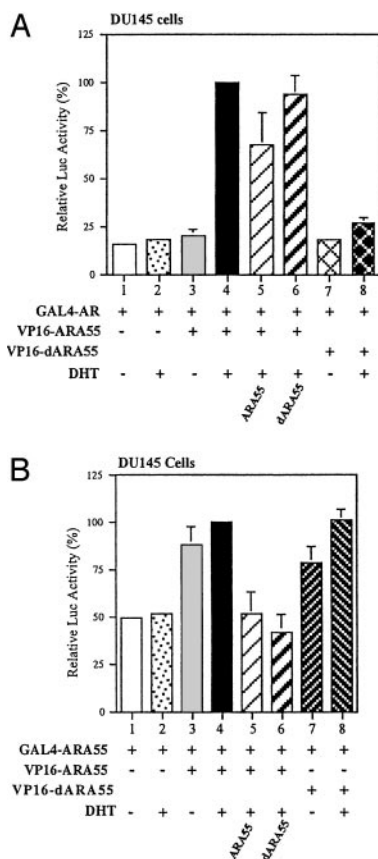 A
DU145 cells
Relative Luc Activity (%)
125
100
75
50
25
0
1 2 3 4 5 6 7 8
GAL4-AR + + + + + + + +
VP16-ARA55 - - + + + + - -
VP16-dARA55 - - - - - - + +
DHT - + - + + + - +
ARA55 dARA55
B
DU145 Cells
Relative Luc Activity (%)
125
100
75
50
25
0
1 2 3 4 5 6 7 8
GAL4-ARA55 + + + + + + + +
VP16-ARA55 - - + + + + - -
VP16-dARA55 - - - - - - + +
DHT - + - + + + - +
ARA55 dARA55